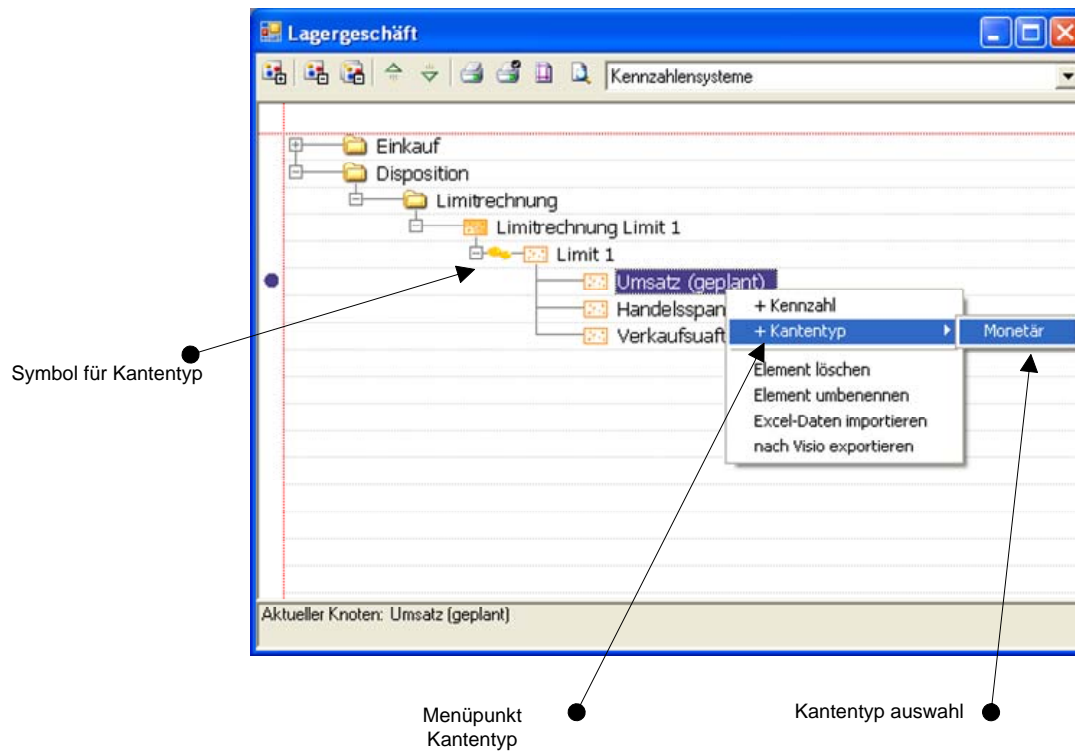 Lagergeschäft
Kennzahlensysteme
Einkauf
Disposition
Limitrechnung
Limitrechnung Limit 1
Limit 1
Umsatz (geplant)
Handelsspan
Verkaufsuaft
+ Kennzahl
+ Kantentyp
Monetär
Element löschen
Element umbenennen
Excel-Daten importieren
nach Visio exportieren
Symbol für Kantentyp
Aktueller Knoten: Umsatz (geplant)
Menüpunkt
Kantentyp
Kantentyp auswahl